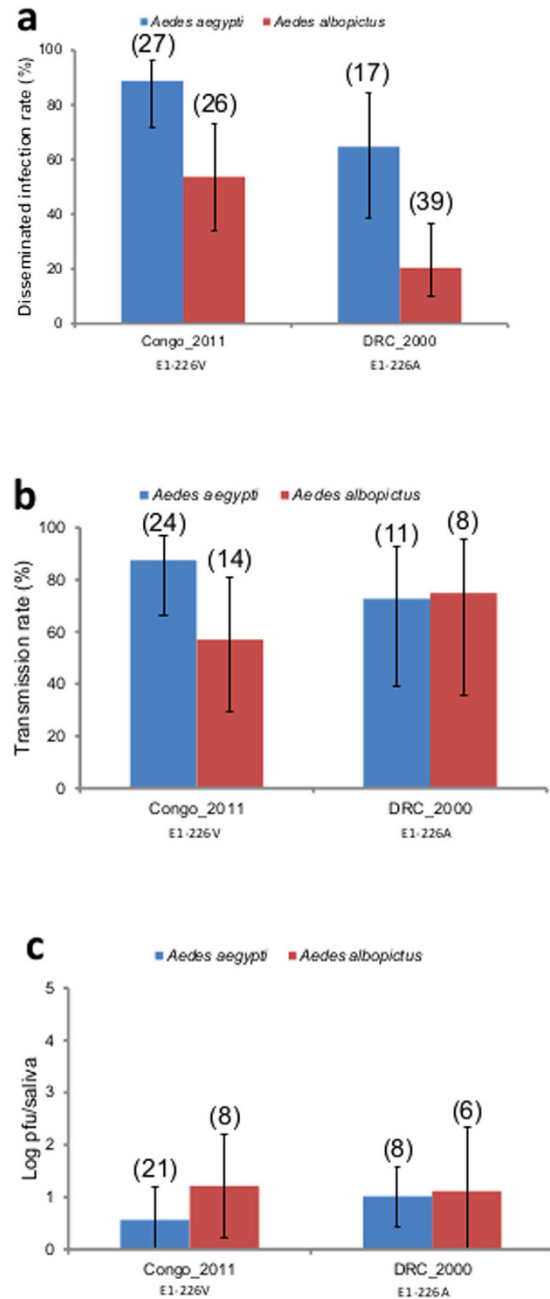 a
Aedes aegypti Aedes albopictus
Disseminated infection rate (%)
100
80
60
40
20
0
(27)
(26)
(17)
(39)
Congo_2011 DRC_2000
E1-226V E1-226A
b
Aedes aegypti Aedes albopictus
Transmission rate (%)
100
80
60
40
20
0
(24)
(14)
(11)
(8)
Congo_2011 DRC_2000
E1-226V E1-226A
c
Aedes aegypti Aedes albopictus
Log pfu/saliva
5
4
3
2
1
0
(21)
(8)
(8)
(6)
Congo_2011 DRC_2000
E1-226V E1-226A